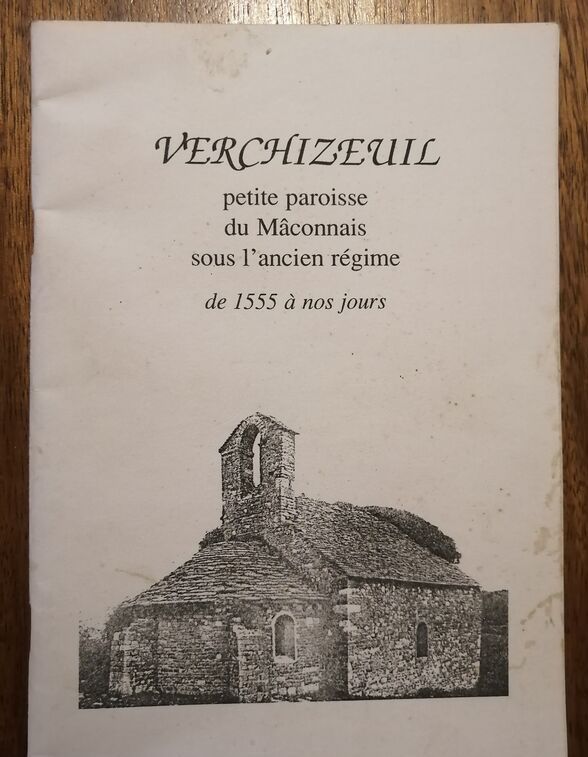 VERCHIZEUIL
petite paroisse
du Mâconnais
sous l'ancien régime
de 1555 à nos jours